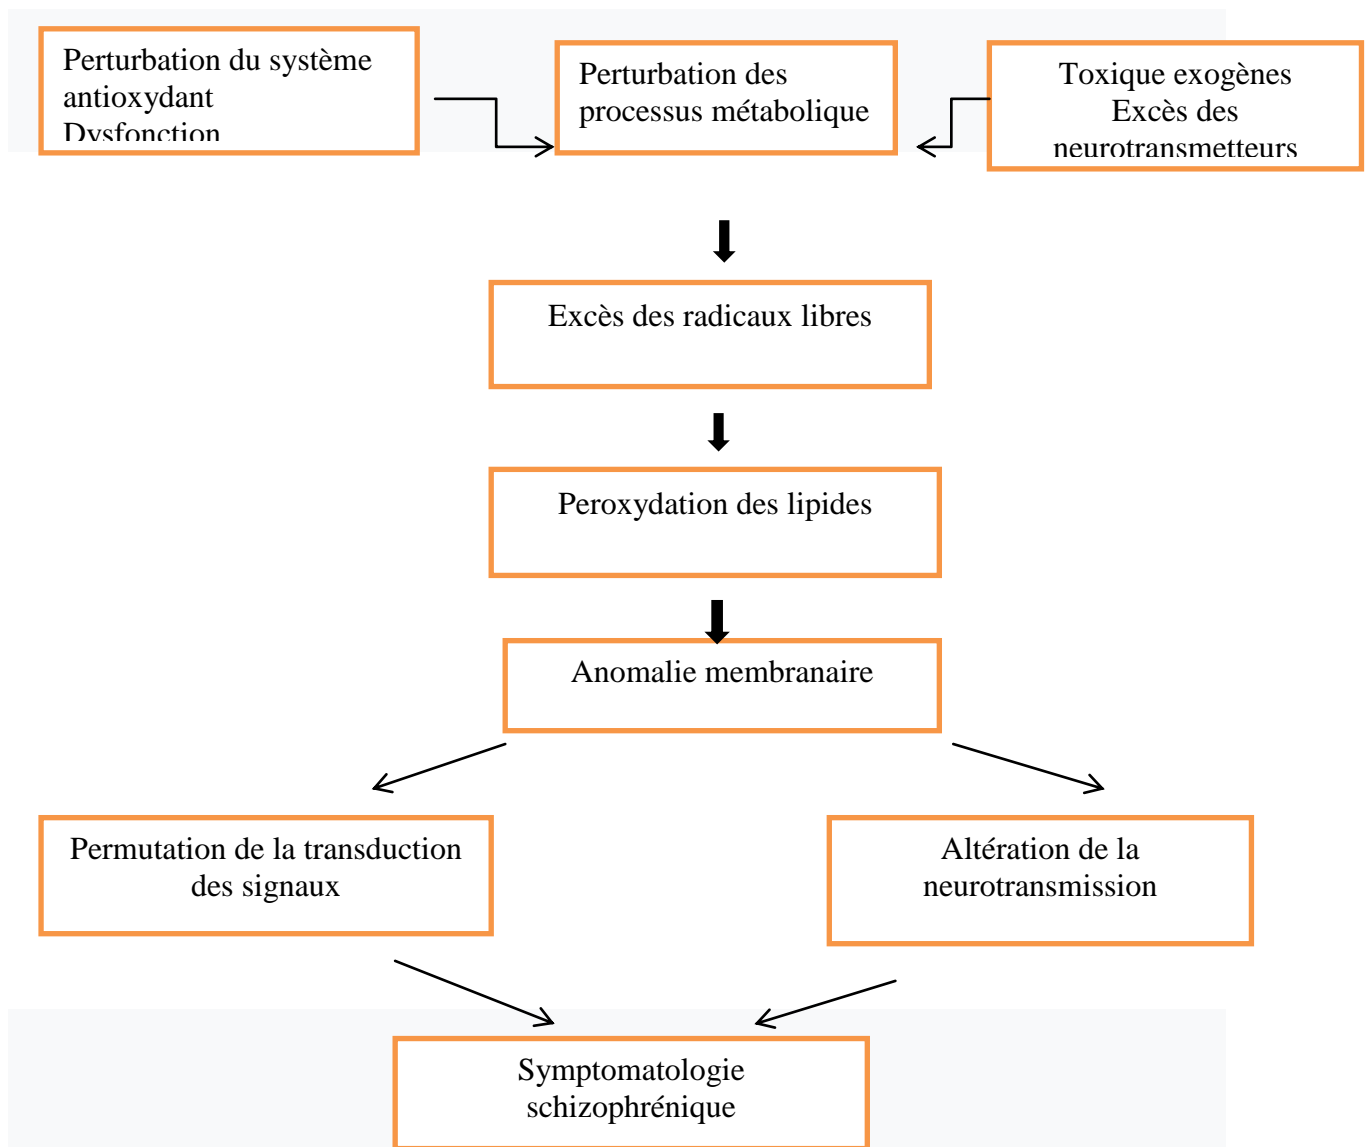 Perturbation du système
antioxydant
Dysfonction
Perturbation des
processus métabolique
Toxique exogènes
Excès des
neurotransmetteurs
Excès des radicaux libres
Peroxydation des lipides
Anomalie membranaire
Permutation de la transduction
des signaux
Altération de la
neurotransmission
Symptomatologie
schizophrénique